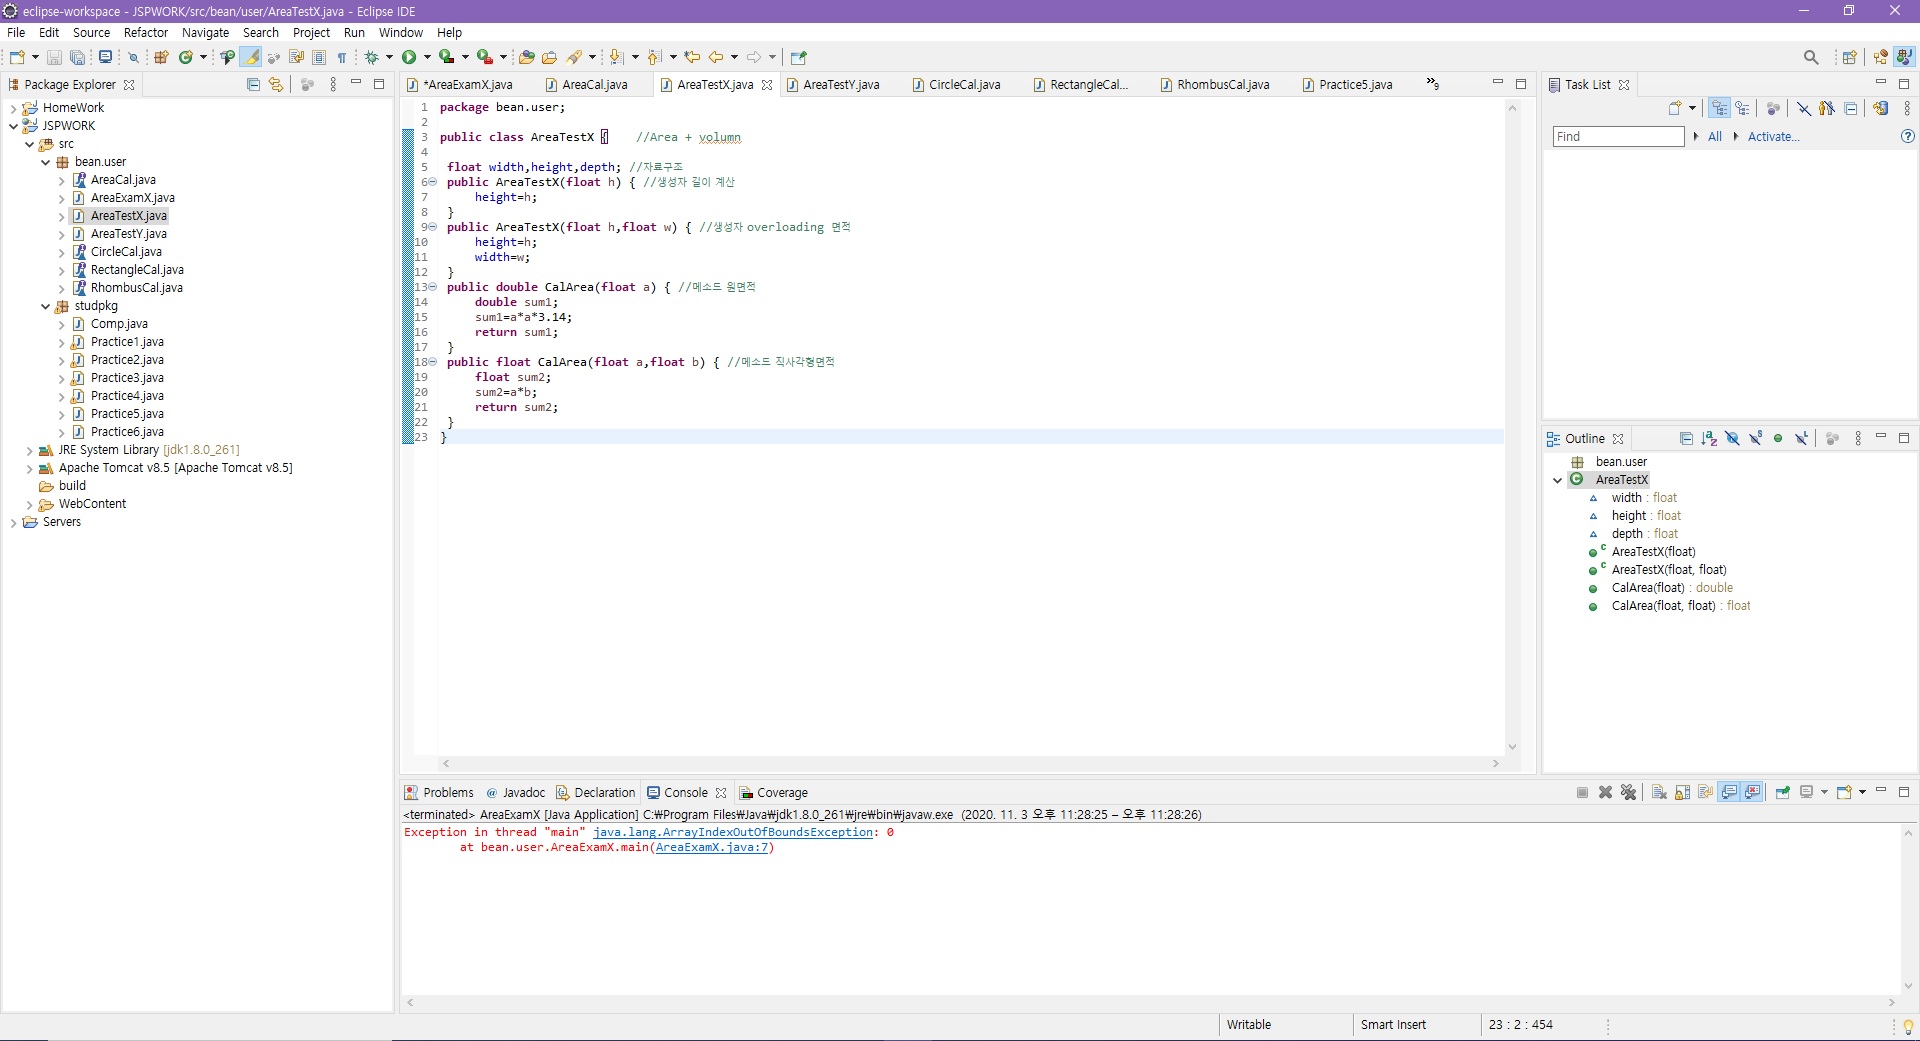 eclipse-workspace - JSPWORK/src/bean/user/AreaTestX.java - Eclipse IDE
File Edit Source Refactor Navigate Search Project Run Window Help
Package Explorer
HomeWork
JSPWORK
src
bean.user
AreaCal.java
AreaExamX.java
AreaTestX.java
AreaTestY.java
CircleCal.java
RectangleCal.java
RhombusCal.java
studpkg
Comp.java
Practice1.java
Practice2.java
Practice3.java
Practice4.java
Practice5.java
Practice6.java
JRE System Library [jdk1.8.0_261]
Apache Tomcat v8.5 [Apache Tomcat v8.5]
build
WebContent
Servers
*AreaExamX.java AreaCal.java AreaTestX.java AreaTestY.java CircleCal.java RectangleCal... RhombusCal.java Practice5.java »9
1 package bean.user;
2
3 public class AreaTestX { //Area + volumn
4
5 float width,height,depth; //자료구조
6 public AreaTestX(float h) { //생성자 길이 계산
7 height=h;
8 }
9 public AreaTestX(float h,float w) { //생성자 overloading 면적
10 height=h;
11 width=w;
12 }
13 public double CalArea(float a) { //메소드 원면적
14 double sum1;
15 sum1=a*a*3.14;
16 return sum1;
17 }
18 public float CalArea(float a,float b) { //메소드 직사각형면적
19 float sum2;
20 sum2=a*b;
21 return sum2;
22 }
23 }
Task List
Find All Activate...
Outline
bean.user
AreaTestX
width : float
height : float
depth : float
AreaTestX(float)
AreaTestX(float, float)
CalArea(float) : double
CalArea(float, float) : float
Problems @ Javadoc Declaration Console Coverage
<terminated> AreaExamX [Java Application] C:₩Program Files₩Java₩jdk1.8.0_261₩jre₩bin₩javaw.exe (2020. 11. 3 오후 11:28:25 – 오후 11:28:26)
Exception in thread "main" java.lang.ArrayIndexOutOfBoundsException: 0
at bean.user.AreaExamX.main(AreaExamX.java:7)
Writable Smart Insert 23 : 2 : 454